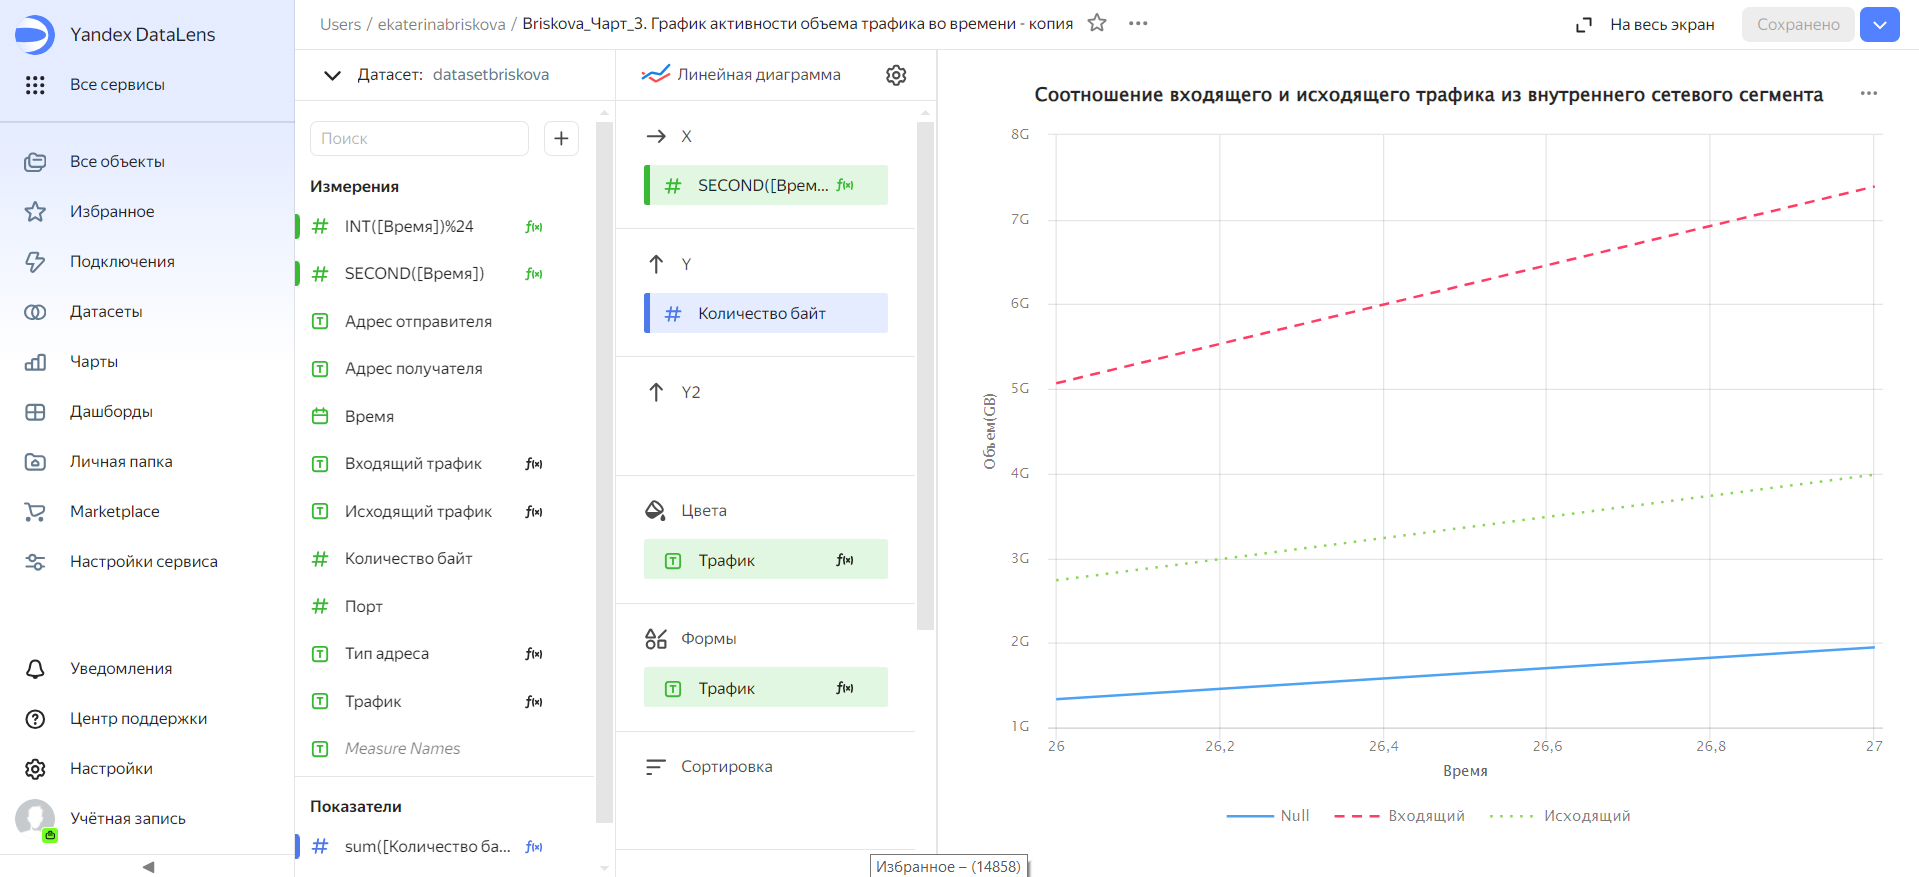 Yandex DataLens
Все сервисы
Все объекты
Избранное
Подключения
Датасеты
Чарты
Дашборды
Личная папка
Marketplace
Настройки сервиса
Уведомления
Центр поддержки
Настройки
Учётная запись
Users / ekaterinabriskova / Briskova_Чарт_3. График активности объема трафика во времени - копия
На весь экран
Сохранено
Датасет: datasetbriskova
Поиск
Измерения
INT([Время])%24 f(x)
SECOND([Время]) f(x)
Адрес отправителя
Адрес получателя
Время
Входящий трафик f(x)
Исходящий трафик f(x)
Количество байт
Порт
Тип адреса f(x)
Трафик f(x)
Measure Names
Показатели
sum([Количество ба... f(x)
Линейная диаграмма
X
SECOND([Врем... f(x)
Y
Количество байт
Y2
Цвета
Трафик f(x)
Формы
Трафик f(x)
Сортировка
Избранное – (14858)
Соотношение входящего и исходящего трафика из внутреннего сетевого сегмента
8G
7G
6G
5G
4G
3G
2G
1G
Объем(GB)
26 26,2 26,4 26,6 26,8 27
Время
Null Входящий Исходящий